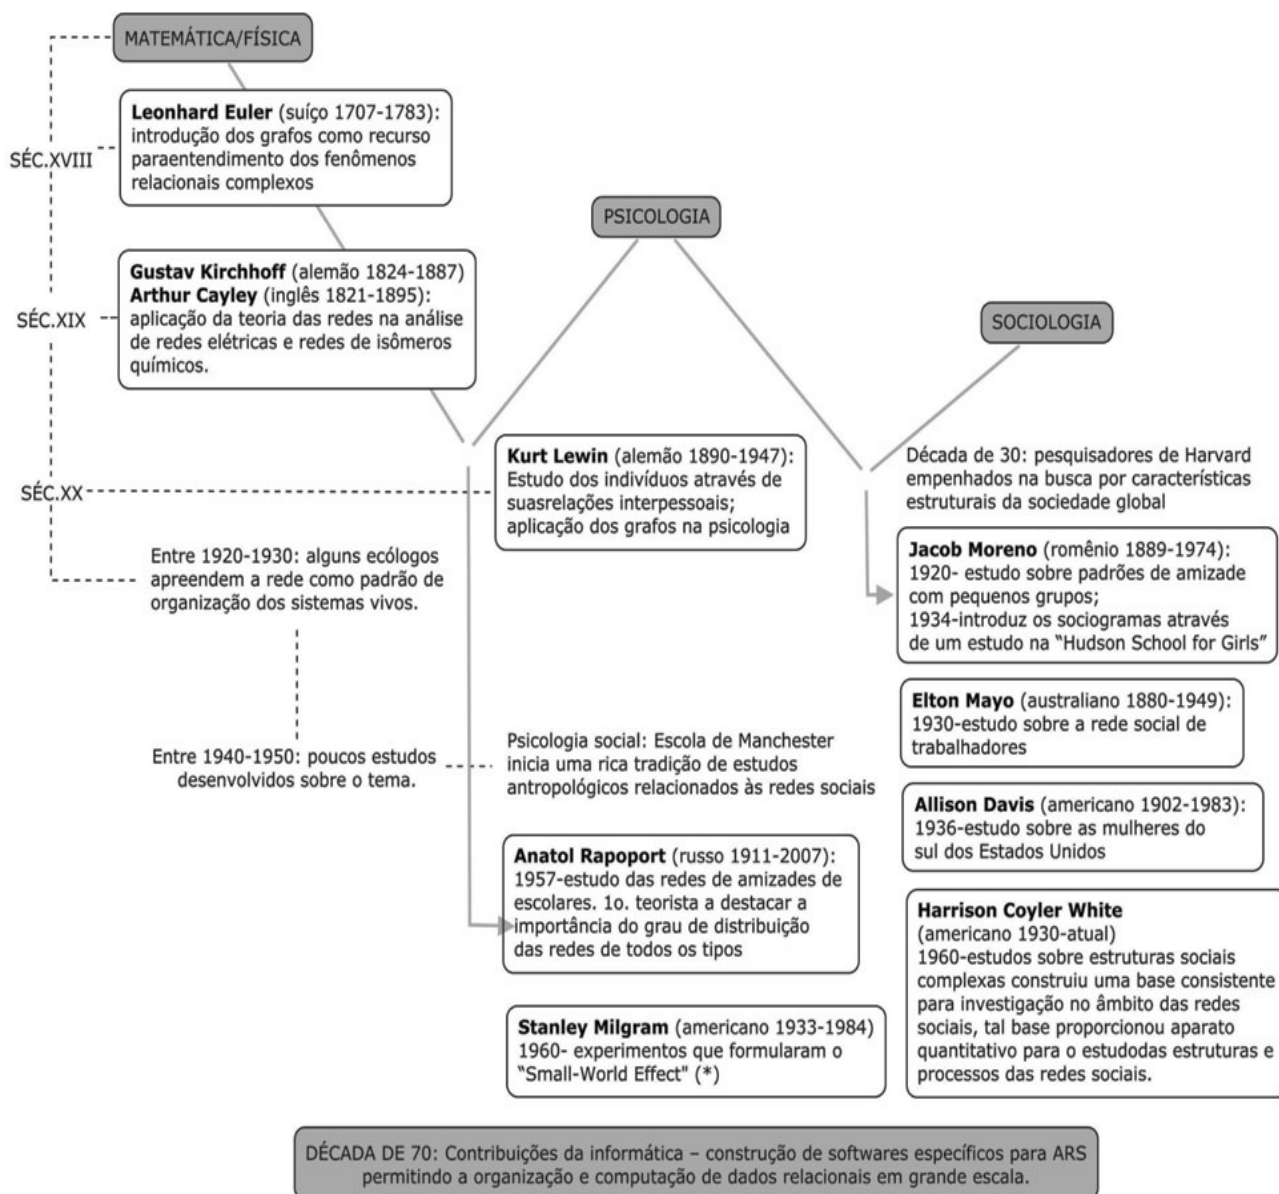 MATEMÁTICA/FÍSICA
SÉC.XVIII
Leonhard Euler (suíço 1707-1783):
introdução dos grafos como recurso
paraentendimento dos fenômenos
relacionais complexos
PSICOLOGIA
SÉC.XIX
Gustav Kirchhoff (alemão 1824-1887)
Arthur Cayley (inglês 1821-1895):
aplicação da teoria das redes na análise
de redes elétricas e redes de isômeros
químicos.
SOCIOLOGIA
SÉC.XX
Kurt Lewin (alemão 1890-1947):
Estudo dos indivíduos através de
suasrelações interpessoais;
aplicação dos grafos na psicologia
Década de 30: pesquisadores de Harvard
empenhados na busca por características
estruturais da sociedade global
Entre 1920-1930: alguns ecólogos
apreendem a rede como padrão de
organização dos sistemas vivos.
Jacob Moreno (romênio 1889-1974):
1920- estudo sobre padrões de amizade
com pequenos grupos;
1934-introduz os sociogramas através
de um estudo na “Hudson School for Girls”
Elton Mayo (australiano 1880-1949):
1930-estudo sobre a rede social de
trabalhadores
Entre 1940-1950: poucos estudos
desenvolvidos sobre o tema.
Psicologia social: Escola de Manchester
inicia uma rica tradição de estudos
antropológicos relacionados às redes sociais
Allison Davis (americano 1902-1983):
1936-estudo sobre as mulheres do
sul dos Estados Unidos
Anatol Rapoport (russo 1911-2007):
1957-estudo das redes de amizades de
escolares. 1o. teorista a destacar a
importância do grau de distribuição
das redes de todos os tipos
Harrison Coyler White
(americano 1930-atual)
1960-estudos sobre estruturas sociais
complexas construiu uma base consistente
para investigação no âmbito das redes
sociais, tal base proporcionou aparato
quantitativo para o estudodas estruturas e
processos das redes sociais.
Stanley Milgram (americano 1933-1984)
1960- experimentos que formularam o
“Small-World Effect" (*)
DÉCADA DE 70: Contribuições da informática – construção de softwares específicos para ARS
permitindo a organização e computação de dados relacionais em grande escala.